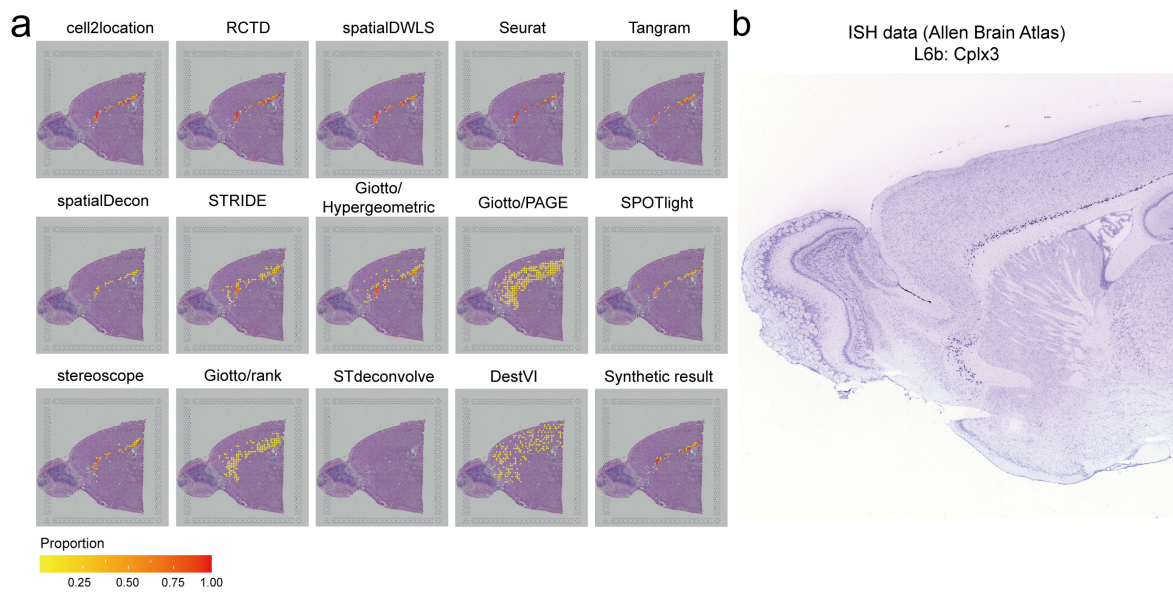 a
cell2location RCTD spatialDWLS Seurat Tangram
spatialDecon STRIDE Giotto/
Hypergeometric Giotto/PAGE SPOTlight
stereoscope Giotto/rank STdeconvolve DestVI Synthetic result
Proportion
0.25 0.50 0.75 1.00
b
ISH data (Allen Brain Atlas)
L6b: Cplx3